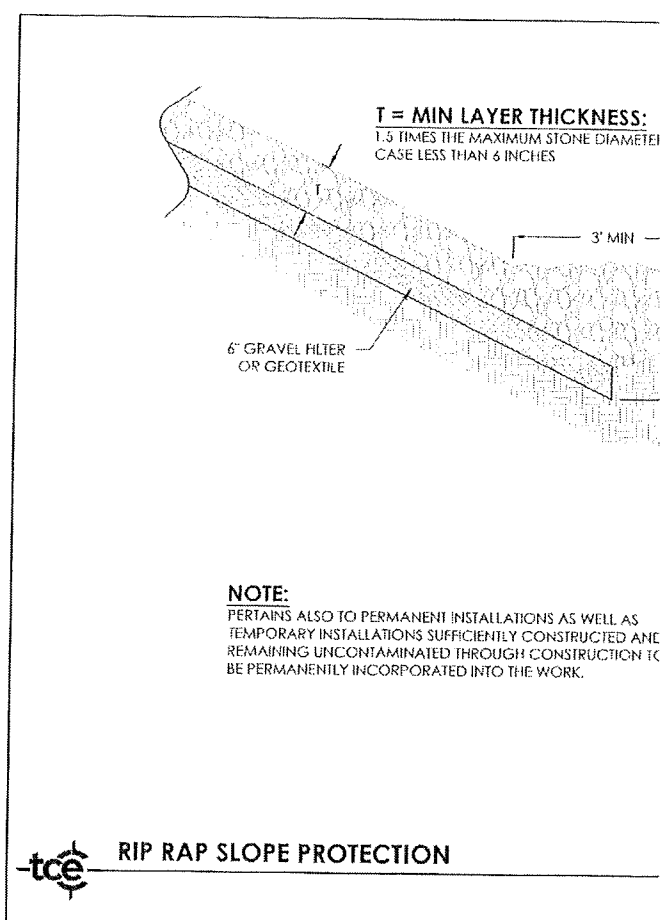 T = MIN LAYER THICKNESS:
1.5 TIMES THE MAXIMUM STONE DIAMETER
CASE LESS THAN 6 INCHES
T
3' MIN
6" GRAVEL FILTER
OR GEOTEXTILE
NOTE:
PERTAINS ALSO TO PERMANENT INSTALLATIONS AS WELL AS
TEMPORARY INSTALLATIONS SUFFICIENTLY CONSTRUCTED AND
REMAINING UNCONTAMINATED THROUGH CONSTRUCTION TO
BE PERMANENTLY INCORPORATED INTO THE WORK.
tce
RIP RAP SLOPE PROTECTION